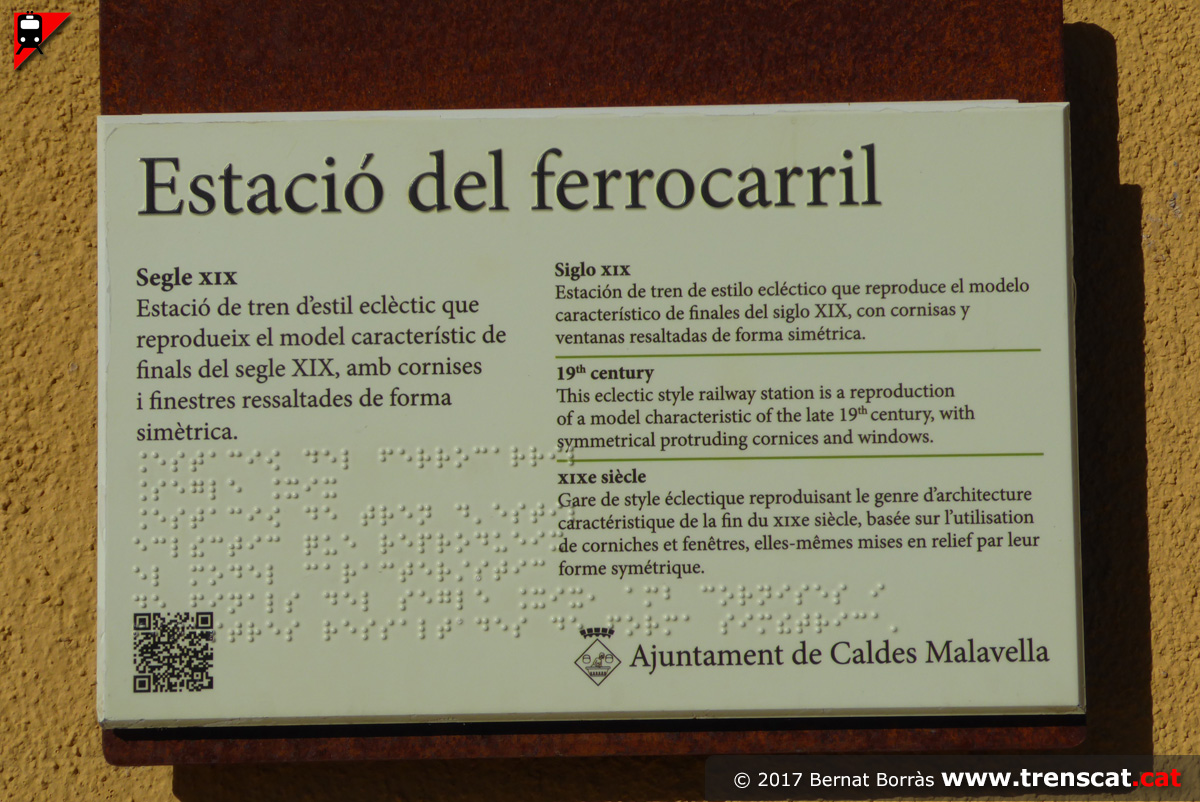 Estació del ferrocarril
Segle XIX
Estació de tren d'estil eclèctic que
reprodueix el model característic de
finals del segle XIX, amb cornises
i finestres ressaltades de forma
simètrica.
Siglo XIX
Estación de tren de estilo ecléctico que reproduce el modelo
característico de finales del siglo XIX, con cornisas y
ventanas resaltadas de forma simétrica.
19th century
This eclectic style railway station is a reproduction
of a model characteristic of the late 19th century, with
symmetrical protruding cornices and windows.
XIXe siècle
Gare de style éclectique reproduisant le genre d'architecture
caractéristique de la fin du XIXe siècle, basée sur l'utilisation
de corniches et fenêtres, elles-mêmes mises en relief par leur
forme symétrique.
Ajuntament de Caldes Malavella
© 2017 Bernat Borràs www.trenscat.cat